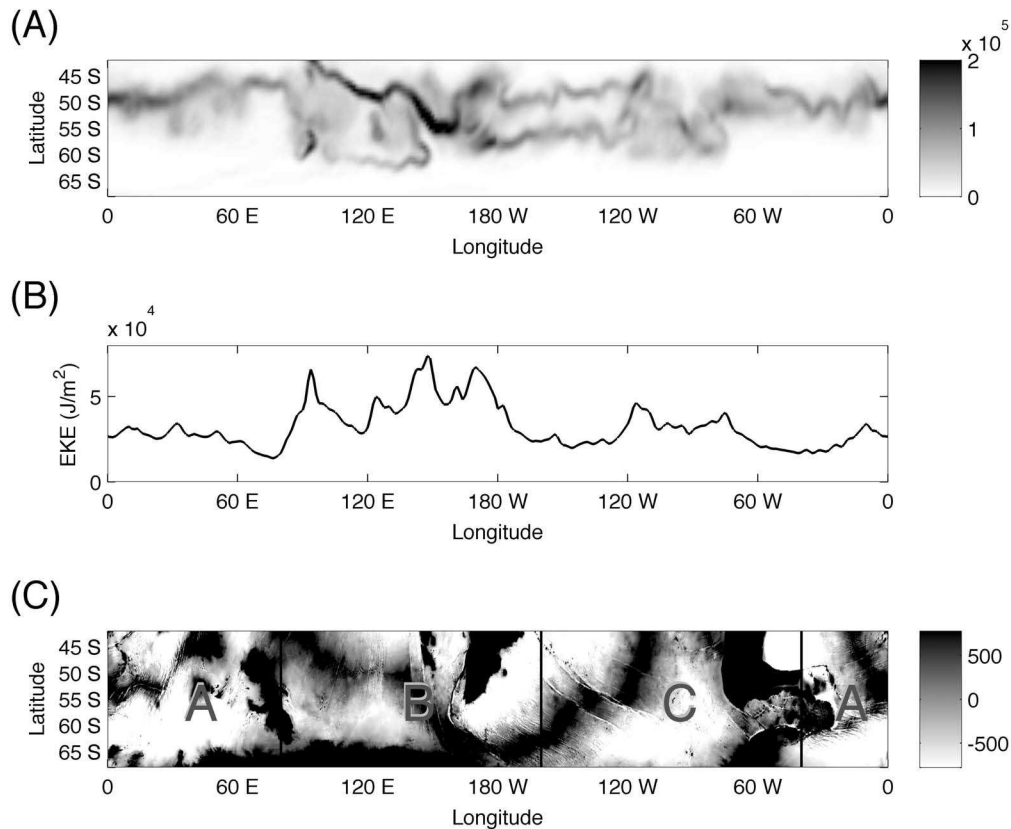 (A)
x 10^5
45 S
50 S
55 S
60 S
65 S
Latitude
2
1
0
0
60 E
120 E
180 W
120 W
60 W
0
Longitude
(B)
x 10^4
EKE (J/m^2)
5
0
0
60 E
120 E
180 W
120 W
60 W
0
Longitude
(C)
45 S
50 S
55 S
60 S
65 S
Latitude
A
B
C
A
500
0
-500
0
60 E
120 E
180 W
120 W
60 W
0
Longitude